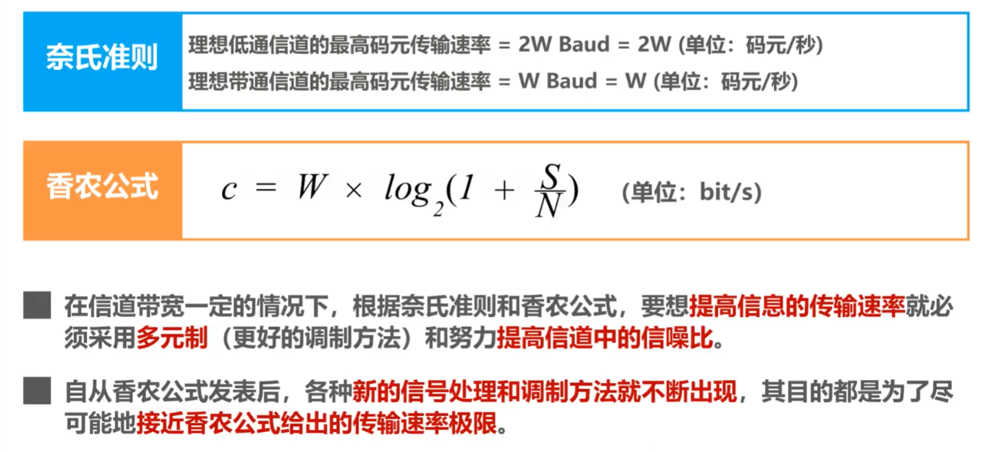 奈氏准则
理想低通信道的最高码元传输速率 = 2W Baud = 2W (单位：码元/秒)
理想带通信道的最高码元传输速率 = W Baud = W (单位：码元/秒)
香农公式
c = W × log₂(1 + S/N) (单位：bit/s)
在信道带宽一定的情况下，根据奈氏准则和香农公式，要想提高信息的传输速率就必
须采用多元制（更好的调制方法）和努力提高信道中的信噪比。
自从香农公式发表后，各种新的信号处理和调制方法就不断出现，其目的都是为了尽
可能地接近香农公式给出的传输速率极限。